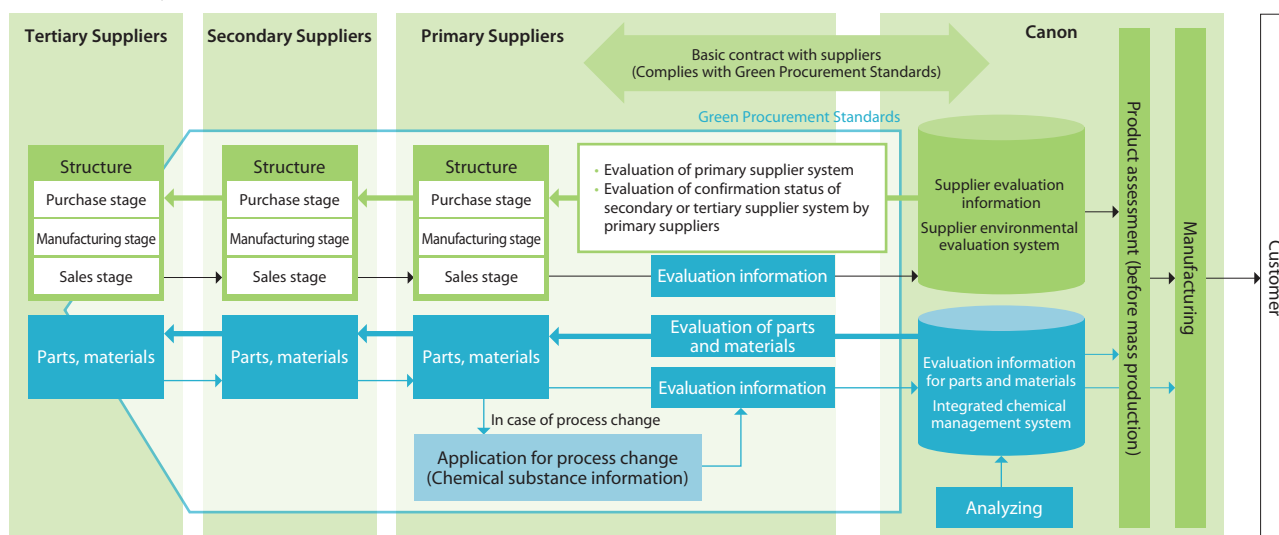 Tertiary Suppliers
Secondary Suppliers
Primary Suppliers
Canon
Basic contract with suppliers
(Complies with Green Procurement Standards)
Green Procurement Standards
Structure
Purchase stage
Manufacturing stage
Sales stage
Structure
Purchase stage
Manufacturing stage
Sales stage
Structure
Purchase stage
Manufacturing stage
Sales stage
・Evaluation of primary supplier system
・Evaluation of confirmation status of
secondary or tertiary supplier system by
primary suppliers
Evaluation information
Supplier evaluation
information
Supplier environmental
evaluation system
Parts, materials
Parts, materials
Parts, materials
Evaluation of parts
and materials
Evaluation information
Evaluation information
for parts and materials
Integrated chemical
management system
In case of process change
Application for process change
(Chemical substance information)
Analyzing
Product assessment (before mass production)
Manufacturing
Customer